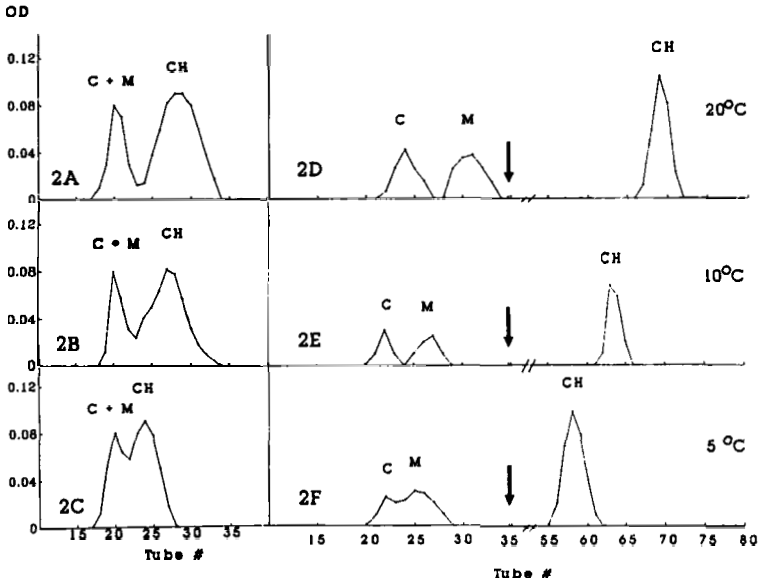 OD
0.12
C + M
CH
C
M
CH
20°C
0.08
0.04
2A
2D
0
0.12
C • M
CH
C
M
CH
10°C
0.08
0.04
2B
2E
0
0.12
C + M
CH
C
M
CH
5 °C
0.08
0.04
2C
2F
0
15 20 25 30 35
15 20 25 30 35 55 60 65 70 75 80
Tube #
Tube #